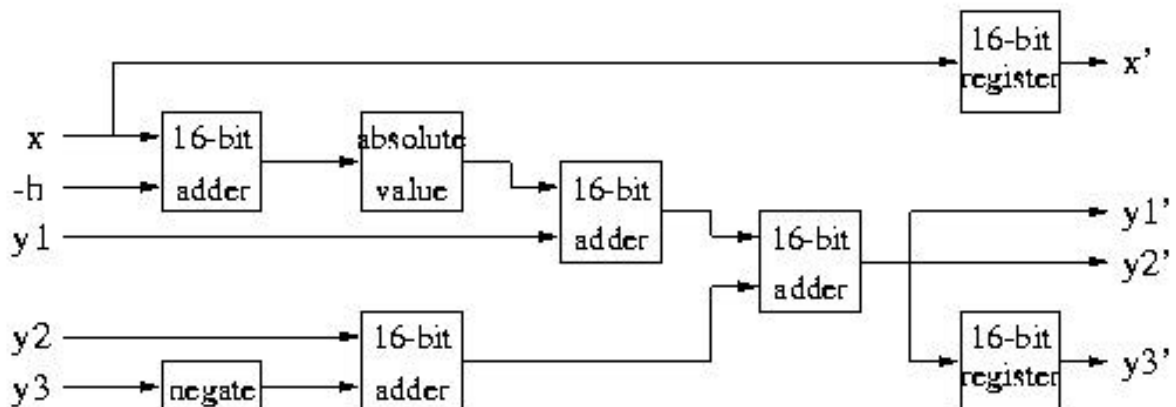 16-bit
register
x'
x
16-bit
adder
absolute
value
-h
16-bit
adder
y1
16-bit
adder
y1'
y2'
y2
16-bit
adder
16-bit
register
y3'
y3
negate